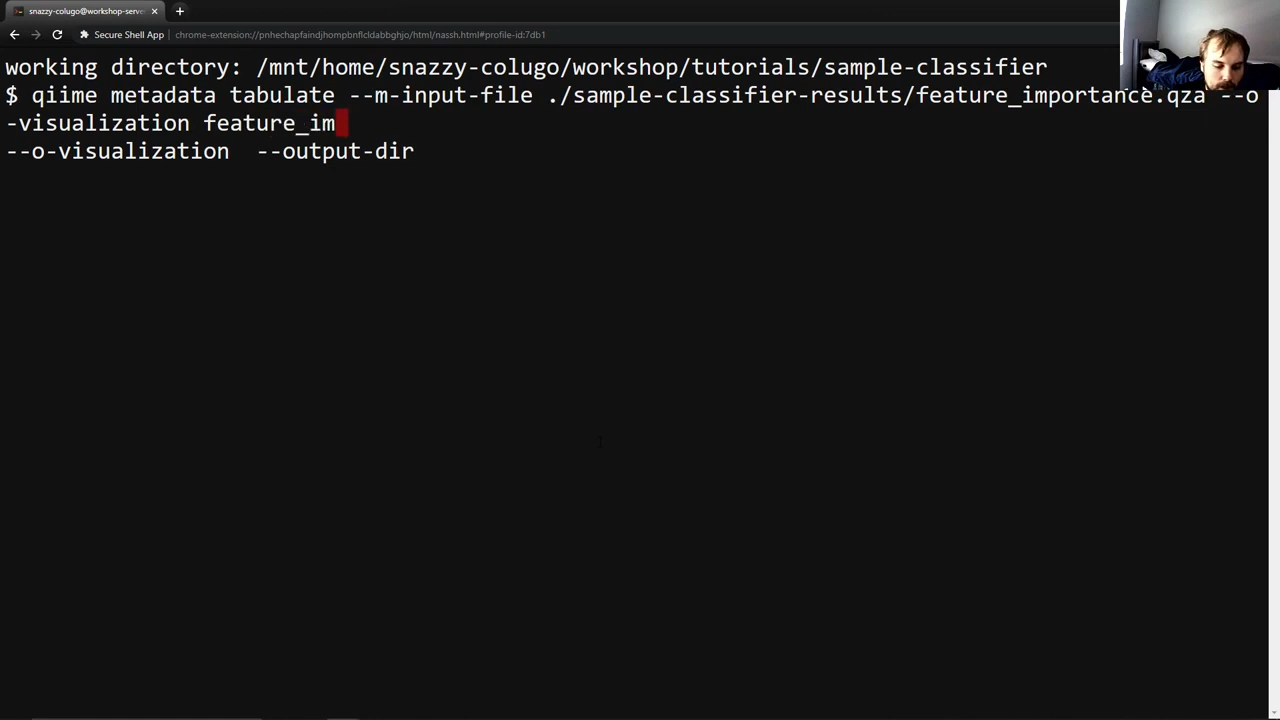 snazzy-colugo@workshop-serve
Secure Shell App
chrome-extension://pnhechapfaindjhompbnflcldabbghjo/html/nassh.html#profile-id:7db1
working directory: /mnt/home/snazzy-colugo/workshop/tutorials/sample-classifier
$ qiime metadata tabulate --m-input-file ./sample-classifier-results/feature_importance.qza --o
-visualization feature_im
--o-visualization  --output-dir